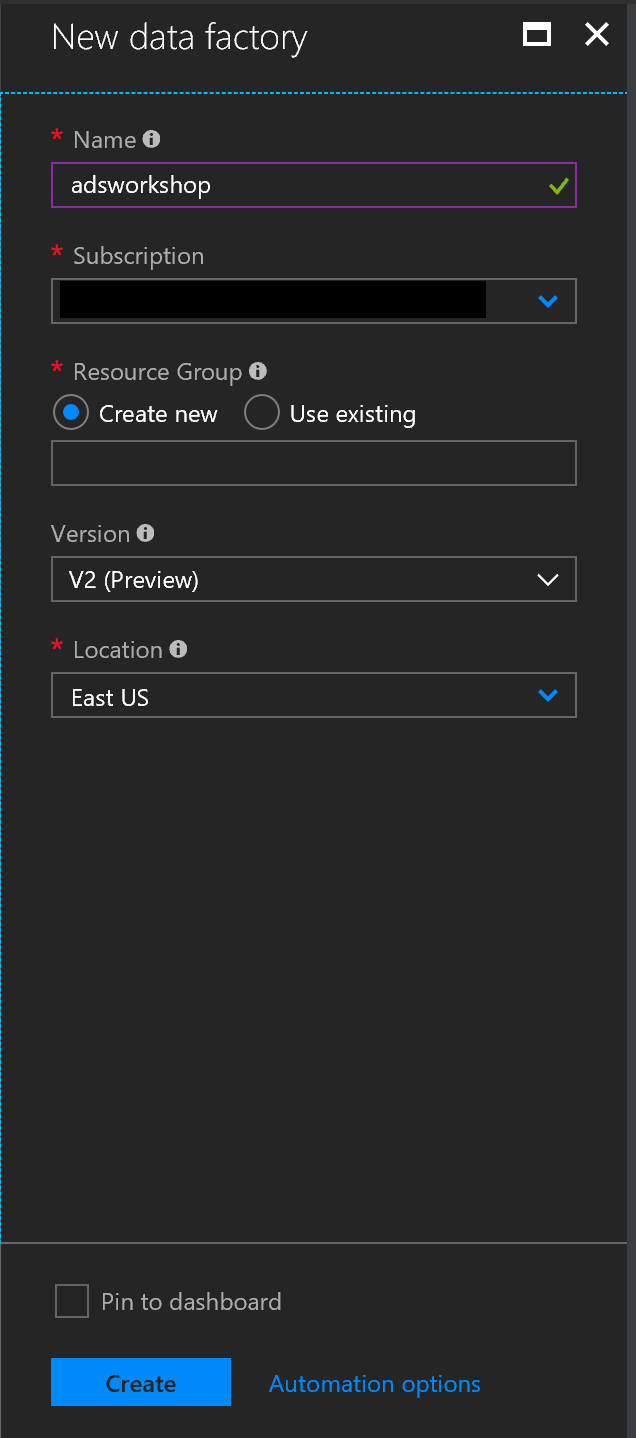 New data factory
* Name
adsworkshop
* Subscription
* Resource Group
Create new Use existing
Version
V2 (Preview)
* Location
East US
Pin to dashboard
Create Automation options